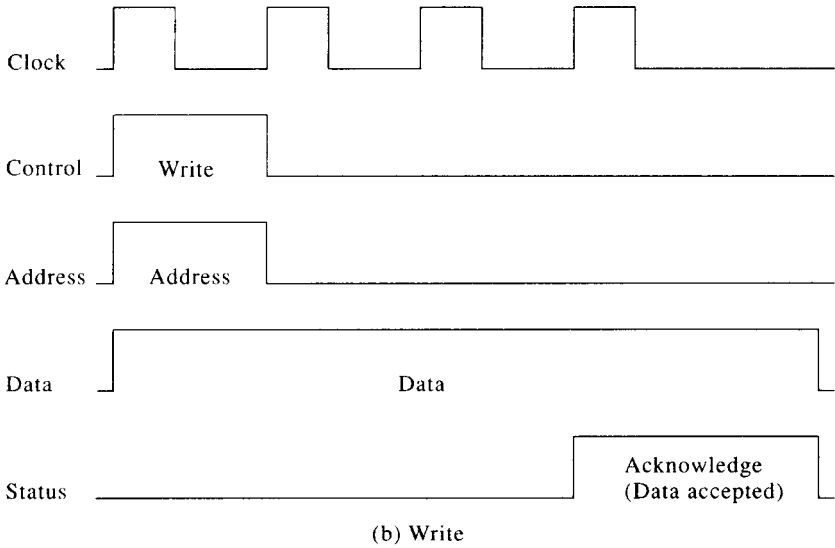 Clock
Control
Write
Address
Address
Data
Data
Status
Acknowledge
(Data accepted)
(b) Write